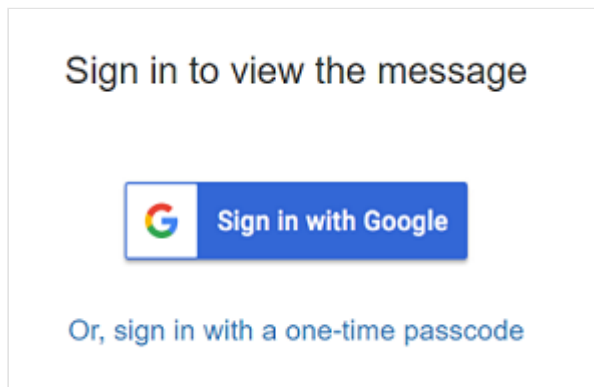 Sign in to view the message
Sign in with Google
Or, sign in with a one-time passcode